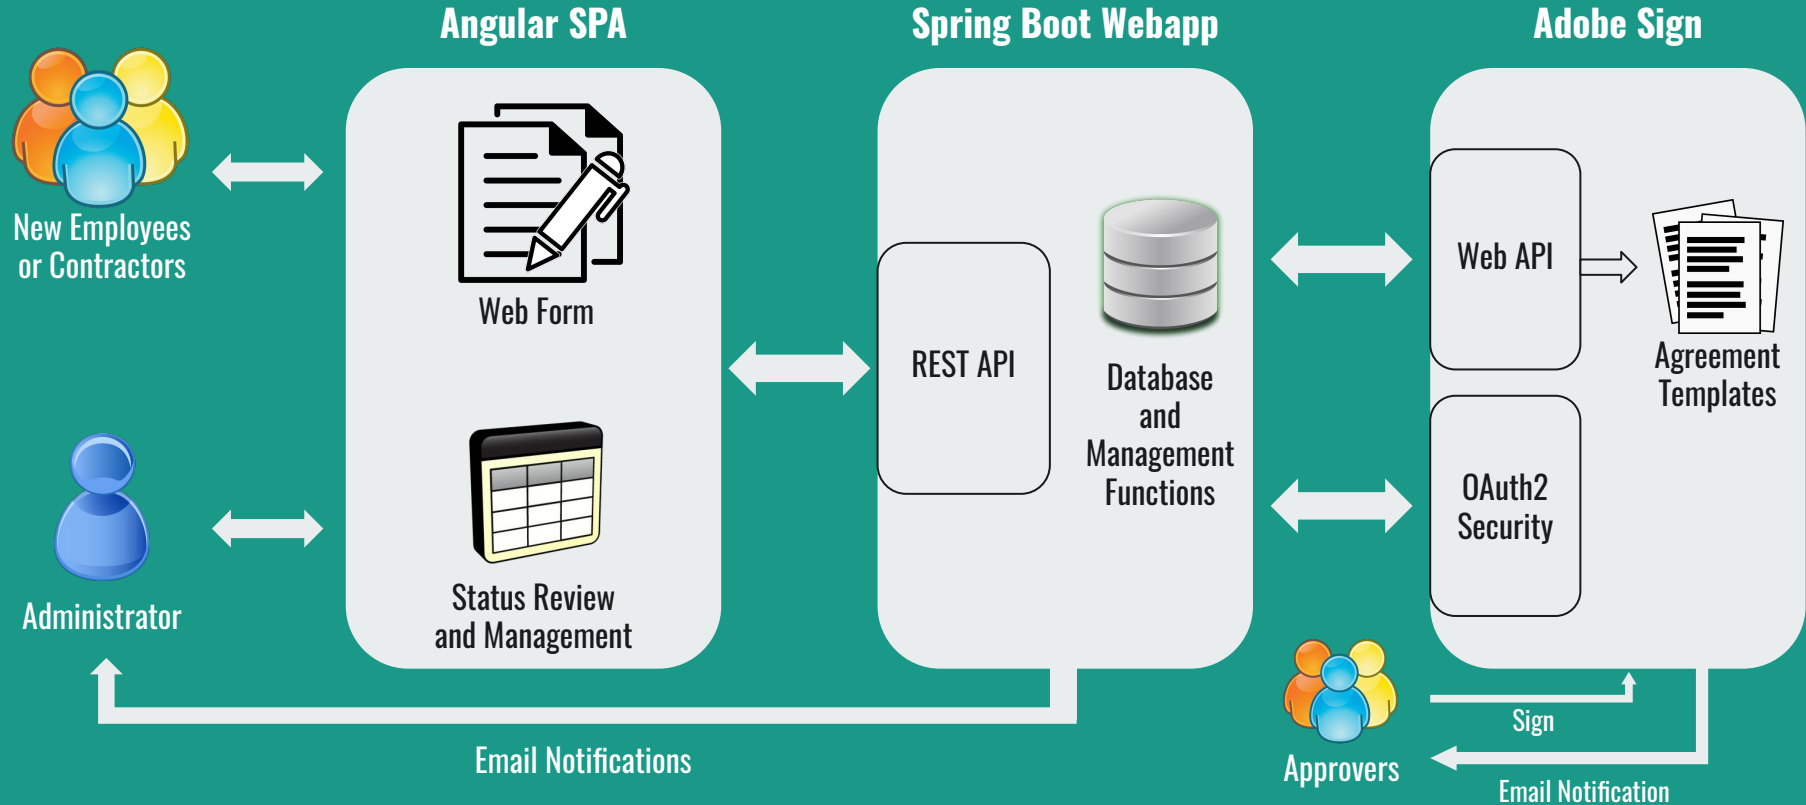 Angular SPA
Spring Boot Webapp
Adobe Sign
New Employees
or Contractors
Web Form
Administrator
Status Review
and Management
REST API
Database
and
Management
Functions
Web API
Agreement
Templates
OAuth2
Security
Email Notifications
Approvers
Sign
Email Notification